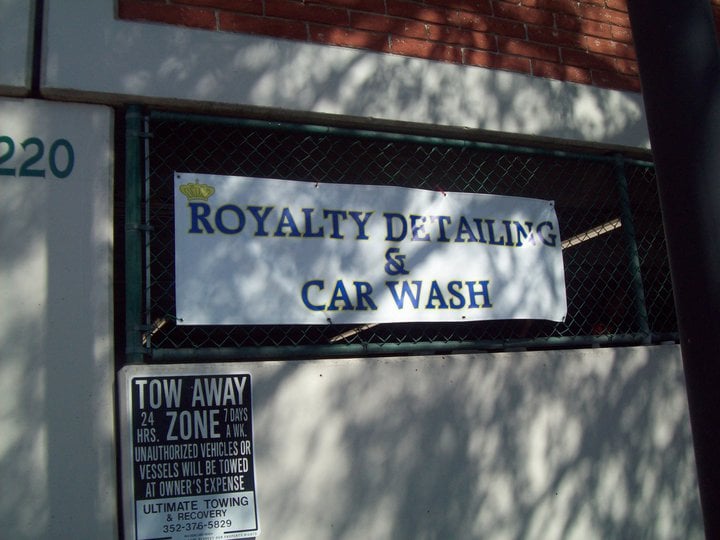 220
ROYALTY DETAILING
&
CAR WASH
TOW AWAY
24 HRS. ZONE 7 DAYS A WK.
UNAUTHORIZED VEHICLES OR
VESSELS WILL BE TOWED
AT OWNER'S EXPENSE
ULTIMATE TOWING
& RECOVERY
352-376-5829